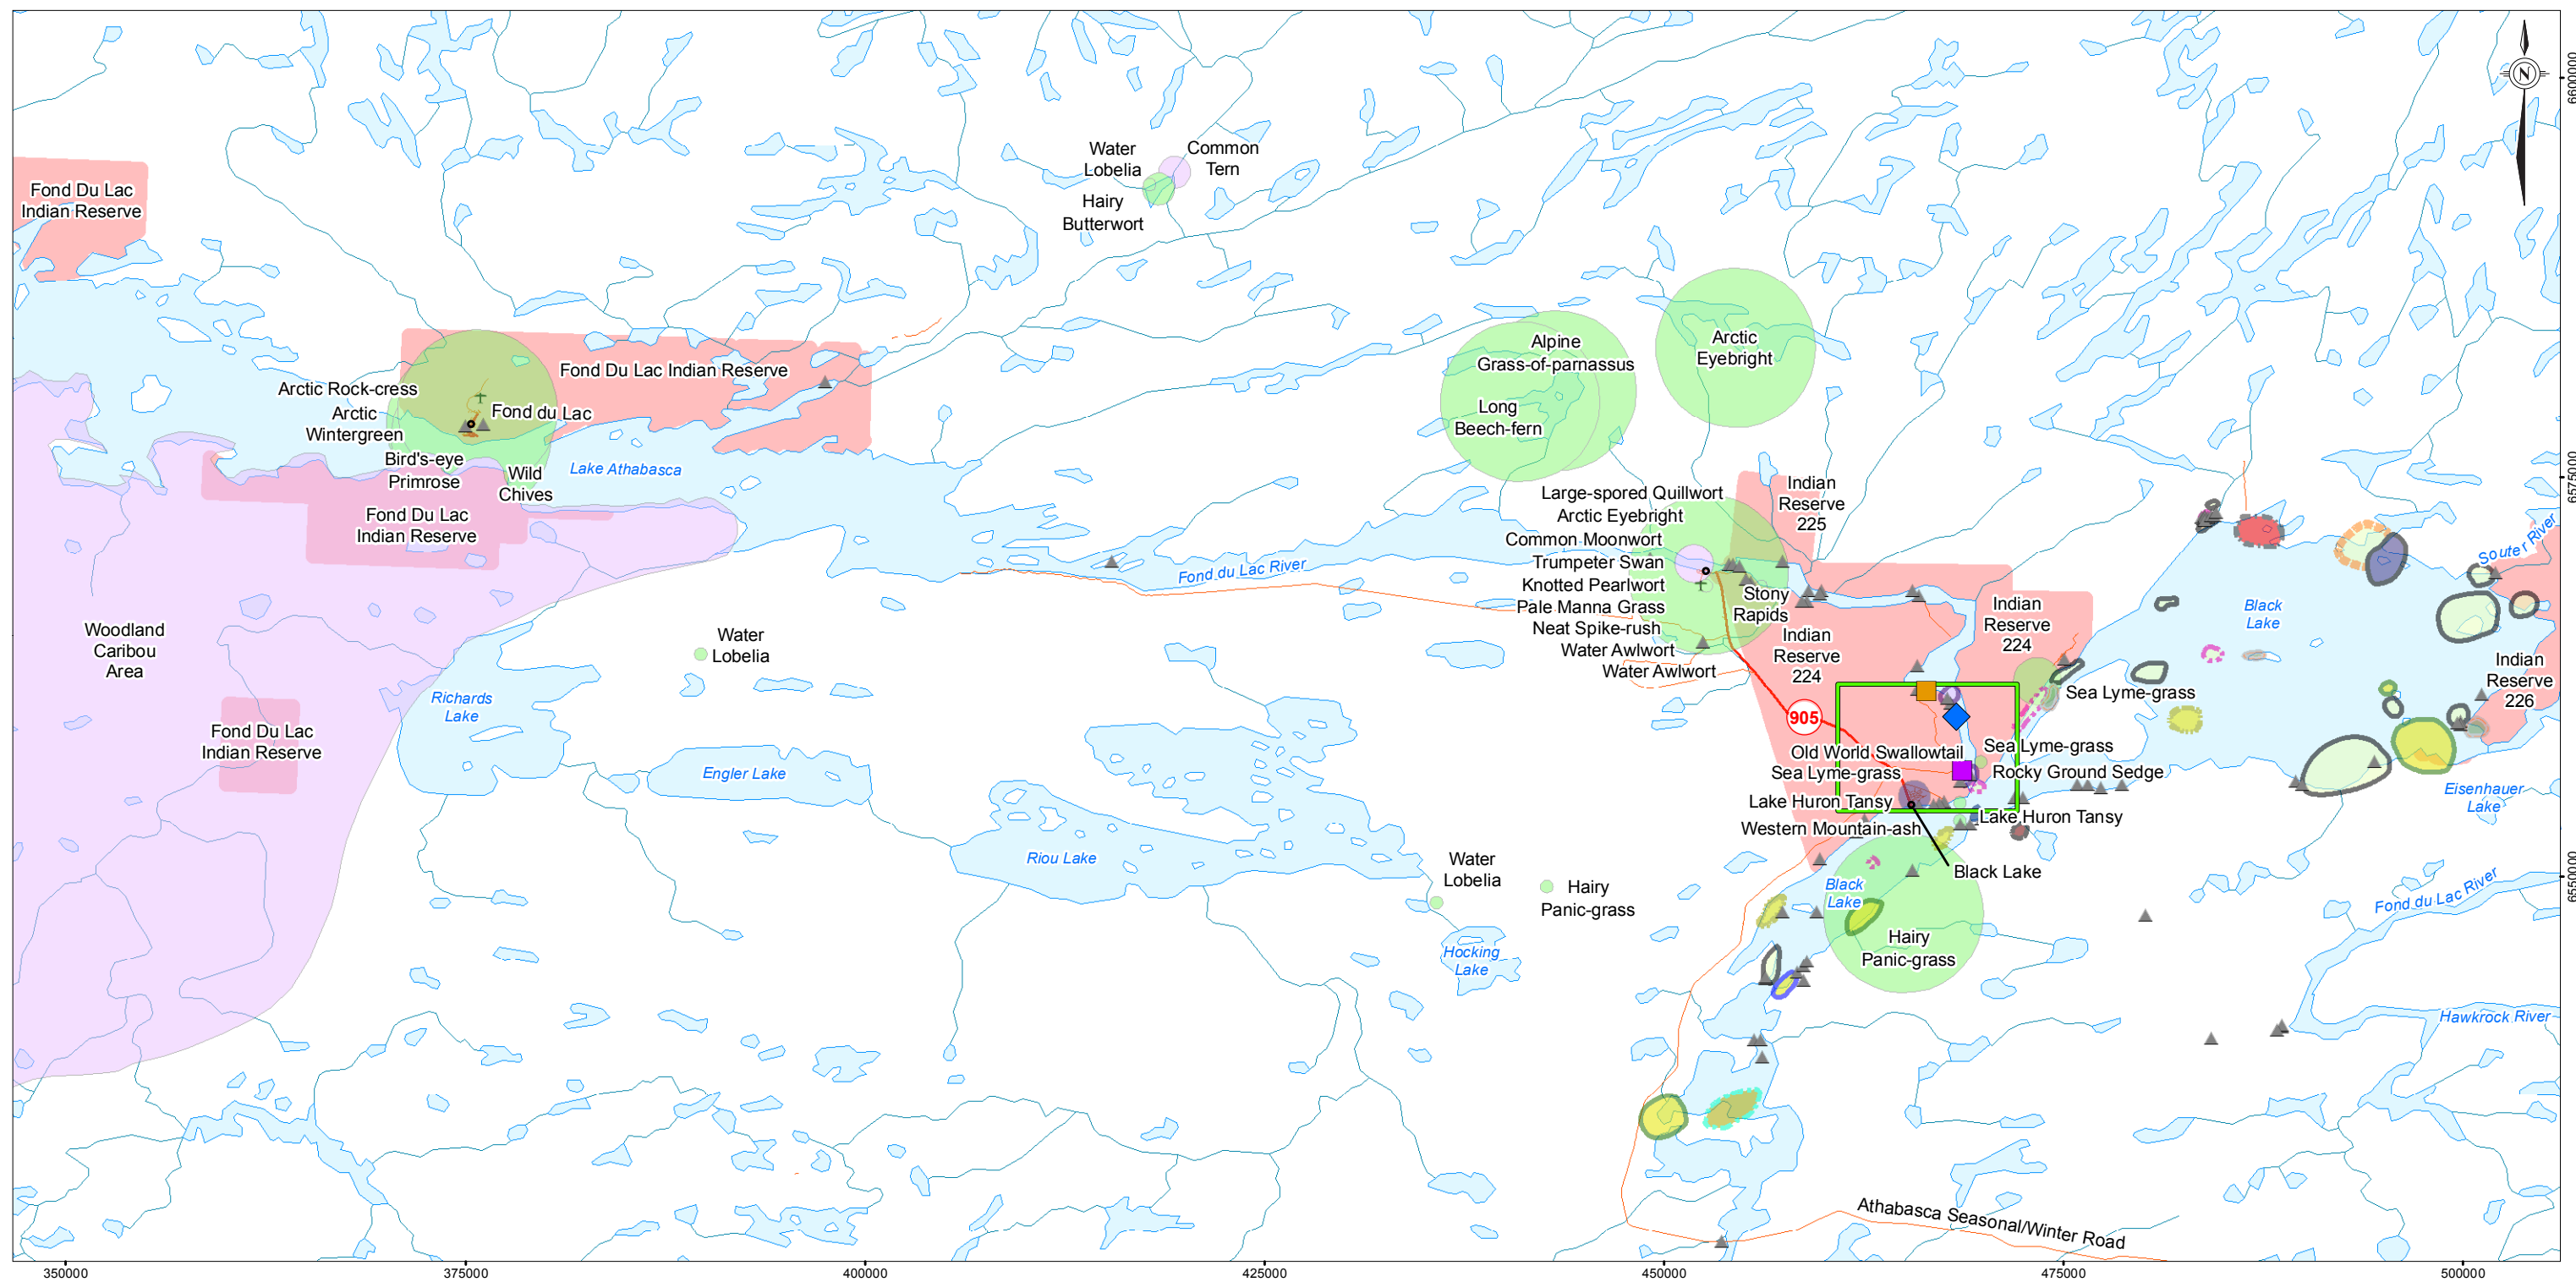 N
6600000
6575000
6550000
350000
375000
400000
425000
450000
475000
500000
Fond Du Lac
Indian Reserve
Water
Lobelia
Common
Tern
Hairy
Butterwort
Arctic
Eyebright
Alpine
Grass-of-parnassus
Long
Beech-fern
Fond Du Lac Indian Reserve
Arctic Rock-cress
Arctic
Wintergreen
Fond du Lac
Bird's-eye
Primrose
Wild
Chives
Lake Athabasca
Fond Du Lac
Indian Reserve
Large-spored Quillwort
Arctic Eyebright
Common Moonwort
Trumpeter Swan
Knotted Pearlwort
Pale Manna Grass
Neat Spike-rush
Water Awlwort
Water Awlwort
Indian
Reserve
225
Stony
Rapids
Fond du Lac River
Indian
Reserve
224
Indian
Reserve
224
Souter River
Black
Lake
Indian
Reserve
226
Woodland
Caribou
Area
Water
Lobelia
Richards
Lake
Fond Du Lac
Indian Reserve
Engler Lake
Riou Lake
Water
Lobelia
Hairy
Panic-grass
Hocking
Lake
905
Sea Lyme-grass
Old World Swallowtail
Sea Lyme-grass
Sea Lyme-grass
Rocky Ground Sedge
Lake Huron Tansy
Western Mountain-ash
Lake Huron Tansy
Black Lake
Black
Lake
Hairy
Panic-grass
Eisenhauer
Lake
Fond du Lac River
Hawkrock River
Athabasca Seasonal/Winter Road